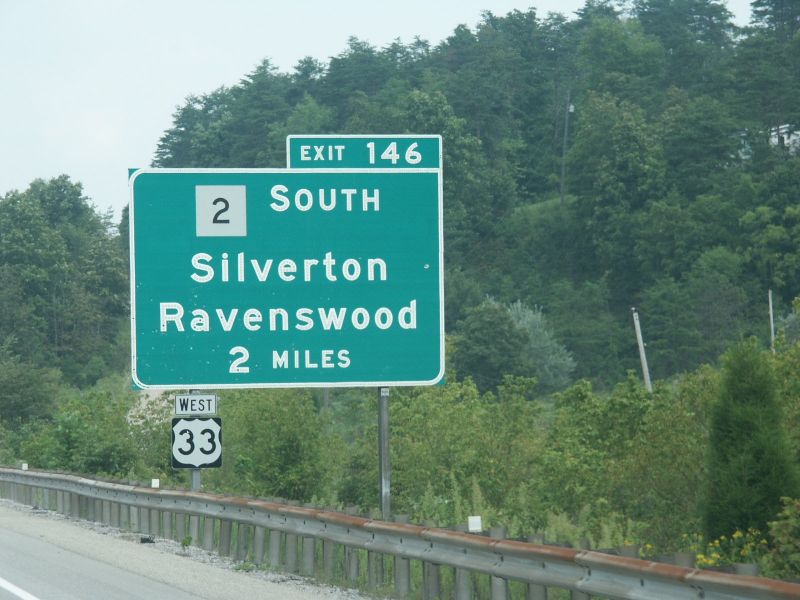 EXIT 146
2 SOUTH
Silverton
Ravenswood
2 MILES
WEST
33